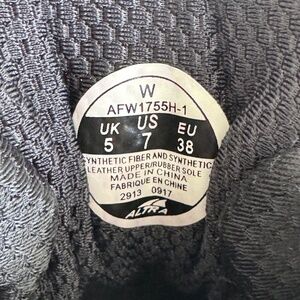 W
AFW1755H-1
UK US EU
5 7 38
SYNTHETIC FIBER AND SYNTHETIC
LEATHER UPPER/RUBBER SOLE
MADE IN CHINA
FABRIQUE EN CHINE
2913 0917
ALTRA